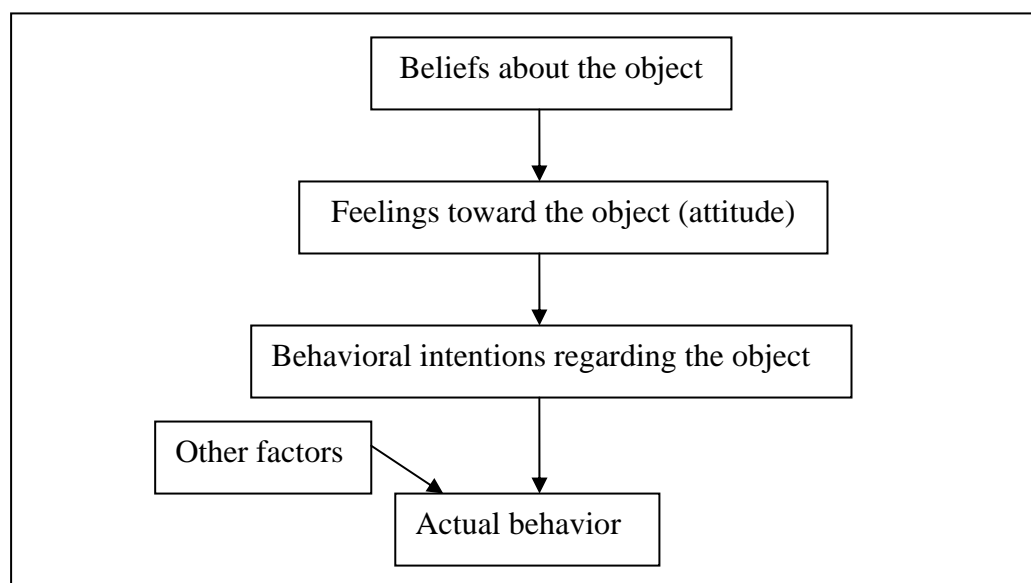 Beliefs about the object
Feelings toward the object (attitude)
Behavioral intentions regarding the object
Other factors
Actual behavior